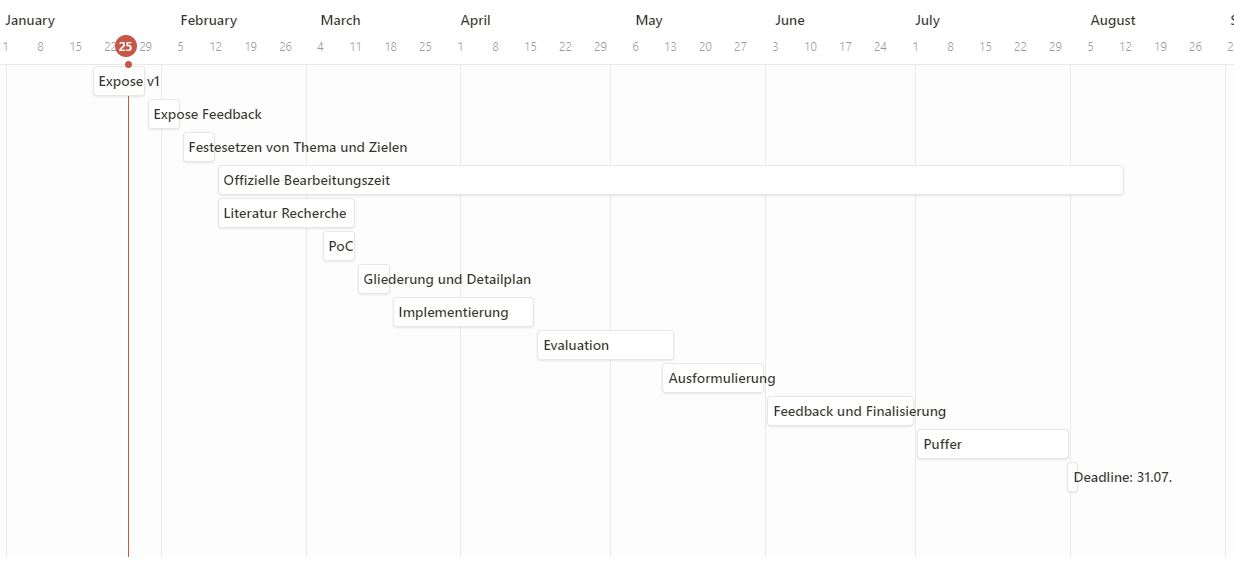 January February March April May June July August S
1 8 15 22 25 29 5 12 19 26 4 11 18 25 1 8 15 22 29 6 13 20 27 3 10 17 24 1 8 15 22 29 5 12 19 26 2
Expose v1
Expose Feedback
Festesetzen von Thema und Zielen
Offizielle Bearbeitungszeit
Literatur Recherche
PoC
Gliederung und Detailplan
Implementierung
Evaluation
Ausformulierung
Feedback und Finalisierung
Puffer
Deadline: 31.07.